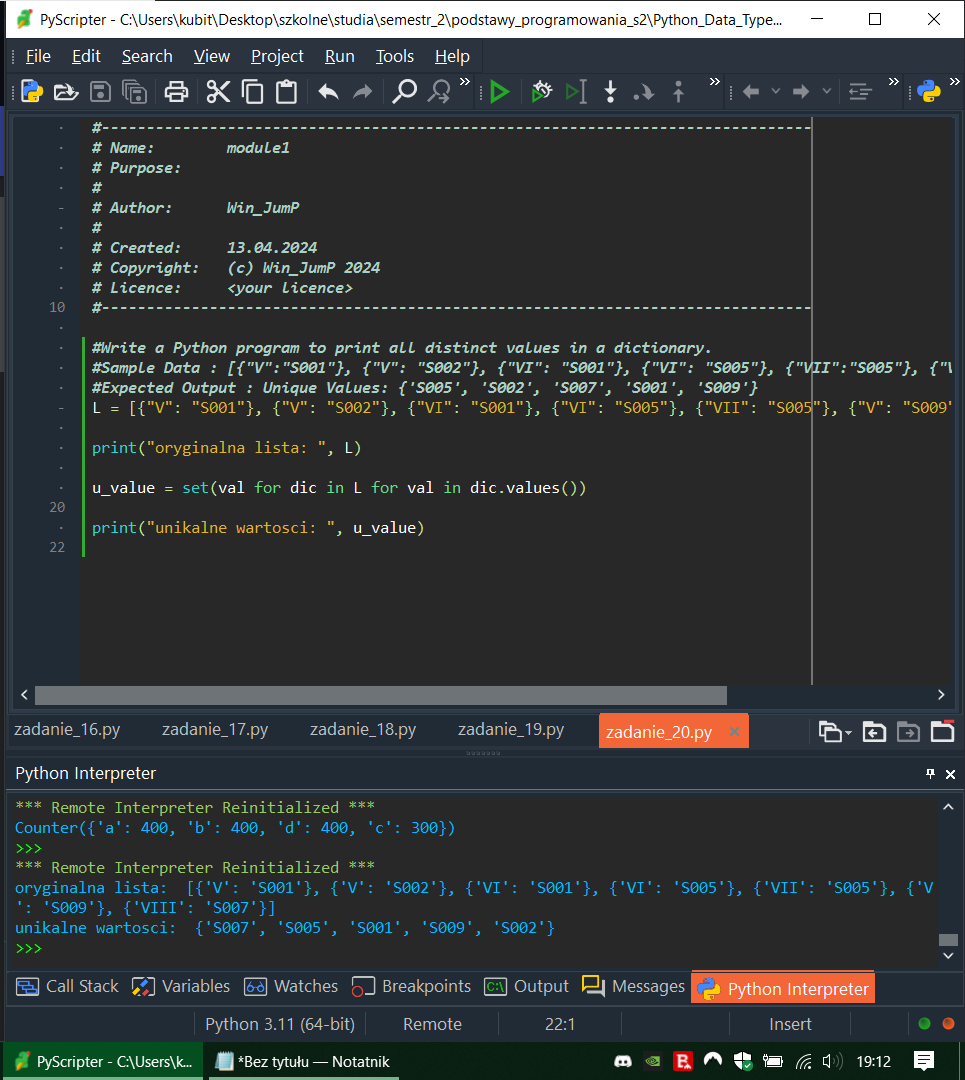 PyScripter - C:\Users\kubit\Desktop\szkolne\studia\semestr_2\podstawy_programowania_s2\Python_Data_Type...
File Edit Search View Project Run Tools Help
#-------------------------------------------------------------------------------
# Name:        module1
# Purpose:
#
# Author:      Win_JumP
#
# Created:     13.04.2024
# Copyright:   (c) Win_JumP 2024
# Licence:     <your licence>
10 #-------------------------------------------------------------------------------
#Write a Python program to print all distinct values in a dictionary.
#Sample Data : [{"V":"S001"}, {"V": "S002"}, {"VI": "S001"}, {"VI": "S005"}, {"VII":"S005"}, {"V
#Expected Output : Unique Values: {'S005', 'S002', 'S007', 'S001', 'S009'}
L = [{"V": "S001"}, {"V": "S002"}, {"VI": "S001"}, {"VI": "S005"}, {"VII": "S005"}, {"V": "S009"
print("oryginalna lista: ", L)
u_value = set(val for dic in L for val in dic.values())
20
print("unikalne wartosci: ", u_value)
22
zadanie_16.py zadanie_17.py zadanie_18.py zadanie_19.py zadanie_20.py
Python Interpreter
*** Remote Interpreter Reinitialized ***
Counter({'a': 400, 'b': 400, 'd': 400, 'c': 300})
>>>
*** Remote Interpreter Reinitialized ***
oryginalna lista:  [{'V': 'S001'}, {'V': 'S002'}, {'VI': 'S001'}, {'VI': 'S005'}, {'VII': 'S005'}, {'V
': 'S009'}, {'VIII': 'S007'}]
unikalne wartosci:  {'S007', 'S005', 'S001', 'S009', 'S002'}
>>>
Call Stack Variables Watches Breakpoints Output Messages Python Interpreter
Python 3.11 (64-bit) Remote 22:1 Insert
PyScripter - C:\Users\k... *Bez tytułu — Notatnik 19:12